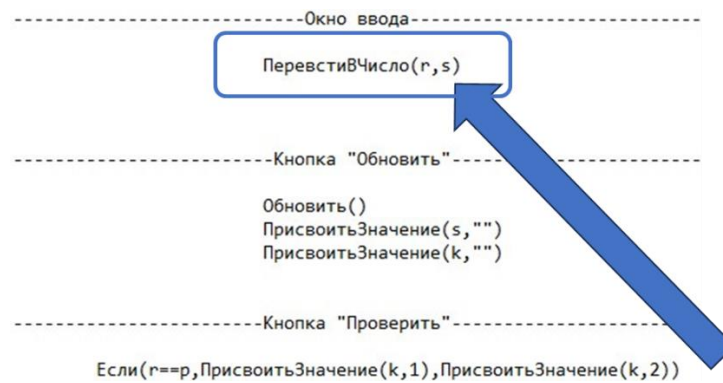 -----------------------------Окно ввода-----------------------------
ПеревстиВЧисло(r,s)
--------------------------Кнопка "Обновить"-------------------------
Обновить()
ПрисвоитьЗначение(s,"")
ПрисвоитьЗначение(k,"")
-------------------------Кнопка "Проверить"-------------------------
Если(r==p,ПрисвоитьЗначение(k,1),ПрисвоитьЗначение(k,2))